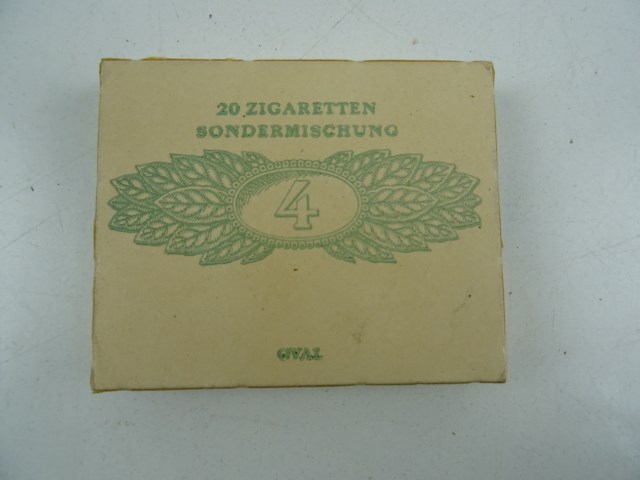 20 ZIGARETTEN
SONDERMISCHUNG
4
OVAL